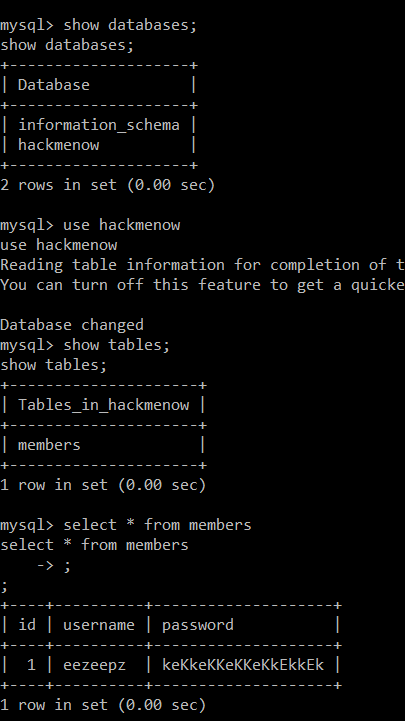 mysql> show databases;
show databases;
+--------------------+
| Database           |
+--------------------+
| information_schema |
| hackmenow          |
+--------------------+
2 rows in set (0.00 sec)
mysql> use hackmenow
use hackmenow
Reading table information for completion of t
You can turn off this feature to get a quicke
Database changed
mysql> show tables;
show tables;
+---------------------+
| Tables_in_hackmenow |
+---------------------+
| members             |
+---------------------+
1 row in set (0.00 sec)
mysql> select * from members
select * from members
    -> ;
;
+----+----------+-------------------+
| id | username | password          |
+----+----------+-------------------+
|  1 | eezeepz  | keKkeKKeKKeKkEkkEk |
+----+----------+-------------------+
1 row in set (0.00 sec)